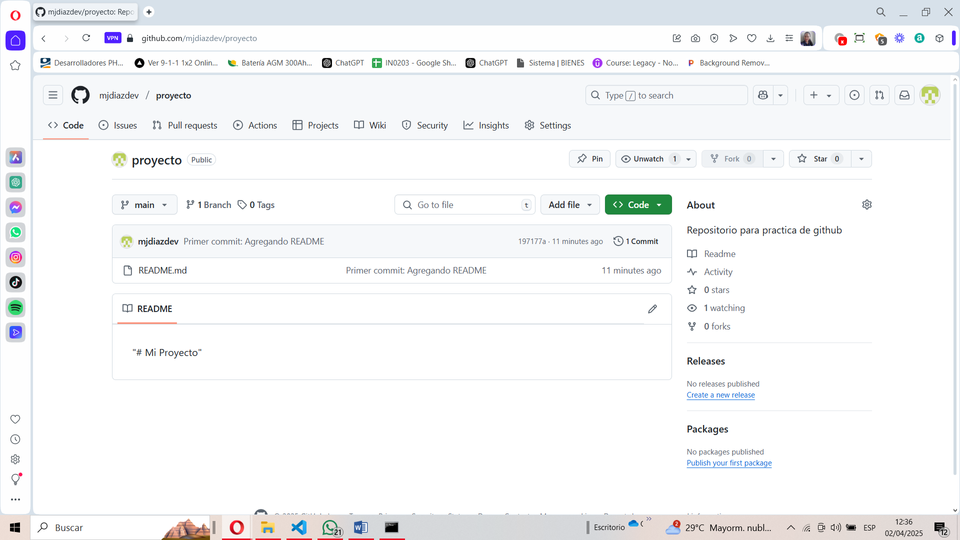 mjdiazdev/proyecto: Repo
VPN github.com/mjdiazdev/proyecto
Desarrolladores PH... Ver 9-1-1 1x2 Onlin... Batería AGM 300Ah... ChatGPT IN0203 - Google Sh... ChatGPT Sistema | BIENES Course: Legacy - No... Background Remov...
mjdiazdev / proyecto Type / to search
Code Issues Pull requests Actions Projects Wiki Security Insights Settings
proyecto Public Pin Unwatch 1 Fork 0 Star 0
main 1 Branch 0 Tags Go to file t Add file Code About
Repositorio para practica de github
mjdiazdev Primer commit: Agregando README 197177a · 11 minutes ago 1 Commit
README.md Primer commit: Agregando README 11 minutes ago
Readme
Activity
0 stars
1 watching
0 forks
README
"# Mi Proyecto"
Releases
No releases published
Create a new release
Packages
No packages published
Publish your first package
Buscar 21 Escritorio 2 29°C Mayorm. nubl... ESP 12:36
02/04/2025 12